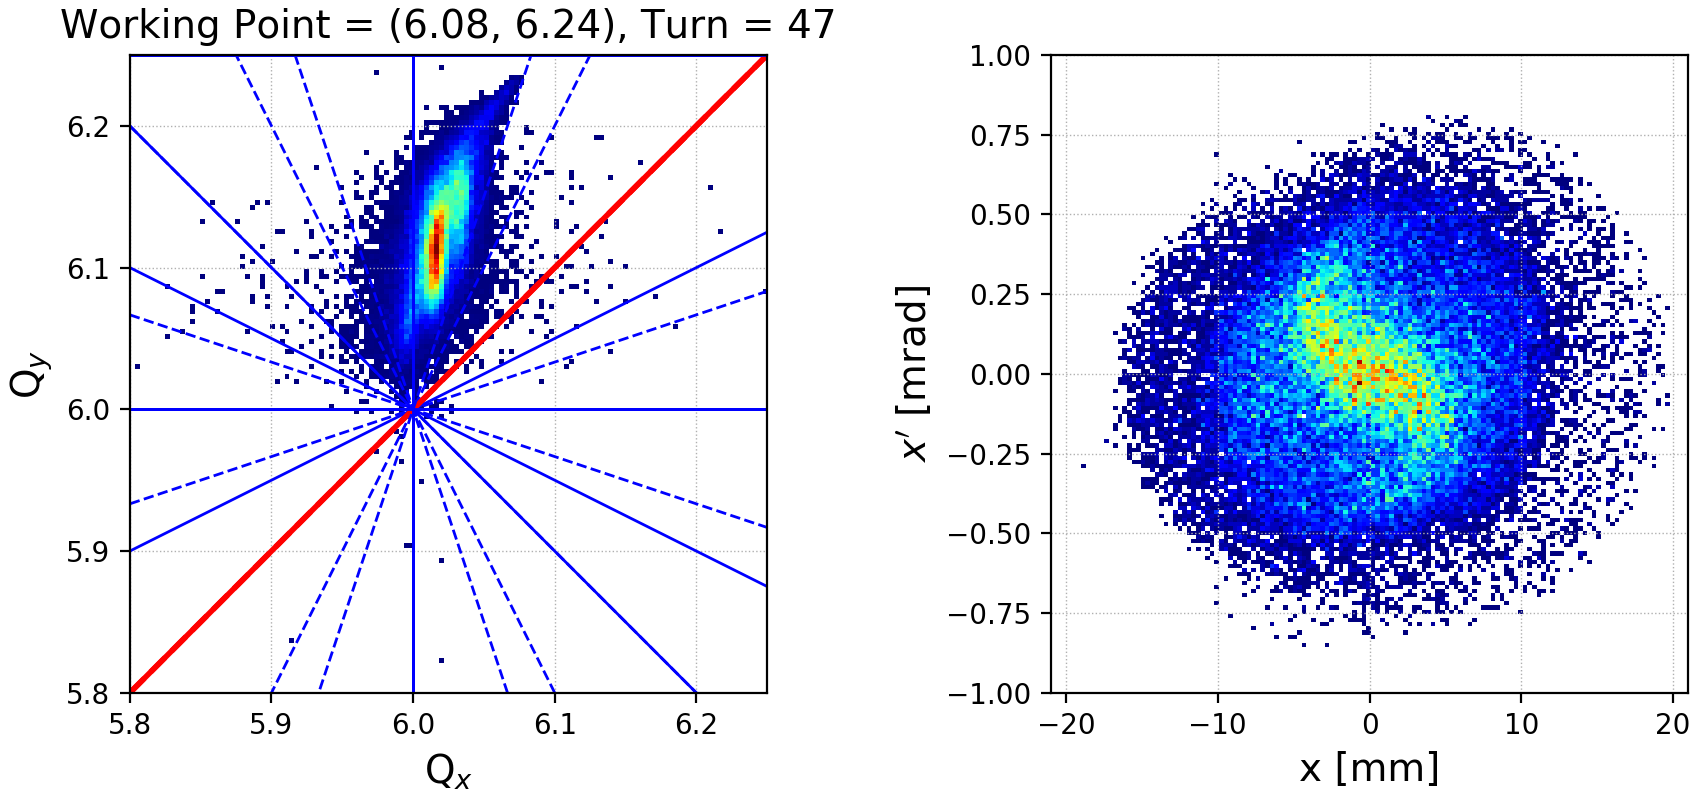 Working Point = (6.08, 6.24), Turn = 47
6.2
6.1
6.0
5.9
5.8
Q_y
5.8 5.9 6.0 6.1 6.2
Q_x
1.00
0.75
0.50
0.25
0.00
−0.25
−0.50
−0.75
−1.00
x′ [mrad]
−20 −10 0 10 20
x [mm]